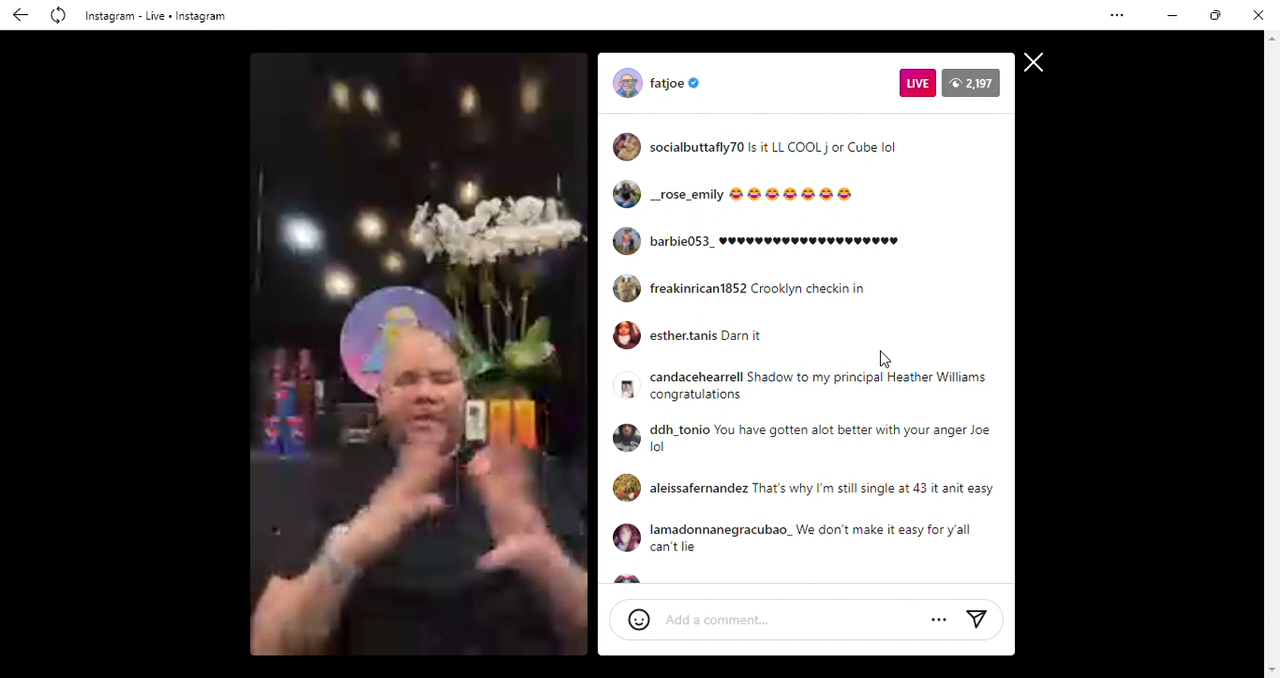 Instagram - Live • Instagram
fatjoe
LIVE
2,197
socialbuttafly70 Is it LL COOL j or Cube lol
__rose_emily 😂😂😂😂😂😂😂
barbie053_ ♥♥♥♥♥♥♥♥♥♥♥♥♥♥♥♥♥♥♥♥
freakinrican1852 Crooklyn checkin in
esther.tanis Darn it
candacehearrell Shadow to my principal Heather Williams
congratulations
ddh_tonio You have gotten alot better with your anger Joe
lol
aleissafernandez That's why I'm still single at 43 it anit easy
lamadonnanegracubao_ We don't make it easy for y'all
can't lie
Add a comment...